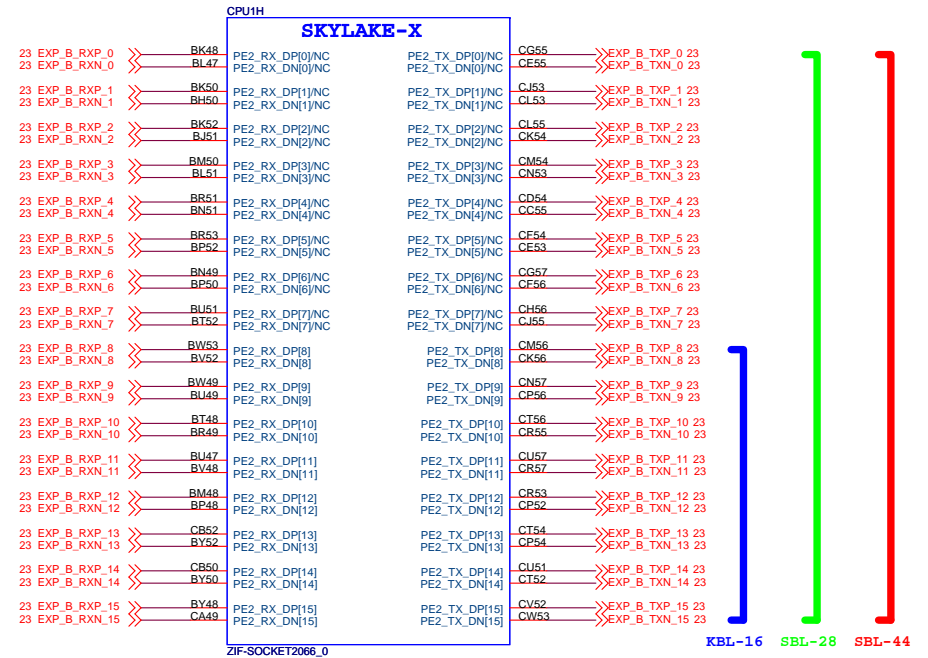 CPU1H
SKYLAKE-X
23 EXP_B_RXP_0 BK48 PE2_RX_DP[0]/NC PE2_TX_DP[0]/NC CG55 EXP_B_TXP_0 23
23 EXP_B_RXN_0 BL47 PE2_RX_DN[0]/NC PE2_TX_DN[0]/NC CE55 EXP_B_TXN_0 23
23 EXP_B_RXP_1 BK50 PE2_RX_DP[1]/NC PE2_TX_DP[1]/NC CJ53 EXP_B_TXP_1 23
23 EXP_B_RXN_1 BH50 PE2_RX_DN[1]/NC PE2_TX_DN[1]/NC CL53 EXP_B_TXN_1 23
23 EXP_B_RXP_2 BK52 PE2_RX_DP[2]/NC PE2_TX_DP[2]/NC CL55 EXP_B_TXP_2 23
23 EXP_B_RXN_2 BJ51 PE2_RX_DN[2]/NC PE2_TX_DN[2]/NC CK54 EXP_B_TXN_2 23
23 EXP_B_RXP_3 BM50 PE2_RX_DP[3]/NC PE2_TX_DP[3]/NC CM54 EXP_B_TXP_3 23
23 EXP_B_RXN_3 BL51 PE2_RX_DN[3]/NC PE2_TX_DN[3]/NC CN53 EXP_B_TXN_3 23
23 EXP_B_RXP_4 BR51 PE2_RX_DP[4]/NC PE2_TX_DP[4]/NC CD54 EXP_B_TXP_4 23
23 EXP_B_RXN_4 BN51 PE2_RX_DN[4]/NC PE2_TX_DN[4]/NC CC55 EXP_B_TXN_4 23
23 EXP_B_RXP_5 BR53 PE2_RX_DP[5]/NC PE2_TX_DP[5]/NC CF54 EXP_B_TXP_5 23
23 EXP_B_RXN_5 BP52 PE2_RX_DN[5]/NC PE2_TX_DN[5]/NC CE53 EXP_B_TXN_5 23
23 EXP_B_RXP_6 BN49 PE2_RX_DP[6]/NC PE2_TX_DP[6]/NC CG57 EXP_B_TXP_6 23
23 EXP_B_RXN_6 BP50 PE2_RX_DN[6]/NC PE2_TX_DN[6]/NC CF56 EXP_B_TXN_6 23
23 EXP_B_RXP_7 BU51 PE2_RX_DP[7]/NC PE2_TX_DP[7]/NC CH56 EXP_B_TXP_7 23
23 EXP_B_RXN_7 BT52 PE2_RX_DN[7]/NC PE2_TX_DN[7]/NC CJ55 EXP_B_TXN_7 23
23 EXP_B_RXP_8 BW53 PE2_RX_DP[8] PE2_TX_DP[8] CM56 EXP_B_TXP_8 23
23 EXP_B_RXN_8 BV52 PE2_RX_DN[8] PE2_TX_DN[8] CK56 EXP_B_TXN_8 23
23 EXP_B_RXP_9 BW49 PE2_RX_DP[9] PE2_TX_DP[9] CN57 EXP_B_TXP_9 23
23 EXP_B_RXN_9 BU49 PE2_RX_DN[9] PE2_TX_DN[9] CP56 EXP_B_TXN_9 23
23 EXP_B_RXP_10 BT48 PE2_RX_DP[10] PE2_TX_DP[10] CT56 EXP_B_TXP_10 23
23 EXP_B_RXN_10 BR49 PE2_RX_DN[10] PE2_TX_DN[10] CR55 EXP_B_TXN_10 23
23 EXP_B_RXP_11 BU47 PE2_RX_DP[11] PE2_TX_DP[11] CU57 EXP_B_TXP_11 23
23 EXP_B_RXN_11 BV48 PE2_RX_DN[11] PE2_TX_DN[11] CR57 EXP_B_TXN_11 23
23 EXP_B_RXP_12 BM48 PE2_RX_DP[12] PE2_TX_DP[12] CR53 EXP_B_TXP_12 23
23 EXP_B_RXN_12 BP48 PE2_RX_DN[12] PE2_TX_DN[12] CP52 EXP_B_TXN_12 23
23 EXP_B_RXP_13 CB52 PE2_RX_DP[13] PE2_TX_DP[13] CT54 EXP_B_TXP_13 23
23 EXP_B_RXN_13 BY52 PE2_RX_DN[13] PE2_TX_DN[13] CP54 EXP_B_TXN_13 23
23 EXP_B_RXP_14 CB50 PE2_RX_DP[14] PE2_TX_DP[14] CU51 EXP_B_TXP_14 23
23 EXP_B_RXN_14 BY50 PE2_RX_DN[14] PE2_TX_DN[14] CT52 EXP_B_TXN_14 23
23 EXP_B_RXP_15 BY48 PE2_RX_DP[15] PE2_TX_DP[15] CV52 EXP_B_TXP_15 23
23 EXP_B_RXN_15 CA49 PE2_RX_DN[15] PE2_TX_DN[15] CW53 EXP_B_TXN_15 23
KBL-16 SBL-28 SBL-44
ZIF-SOCKET2066_0